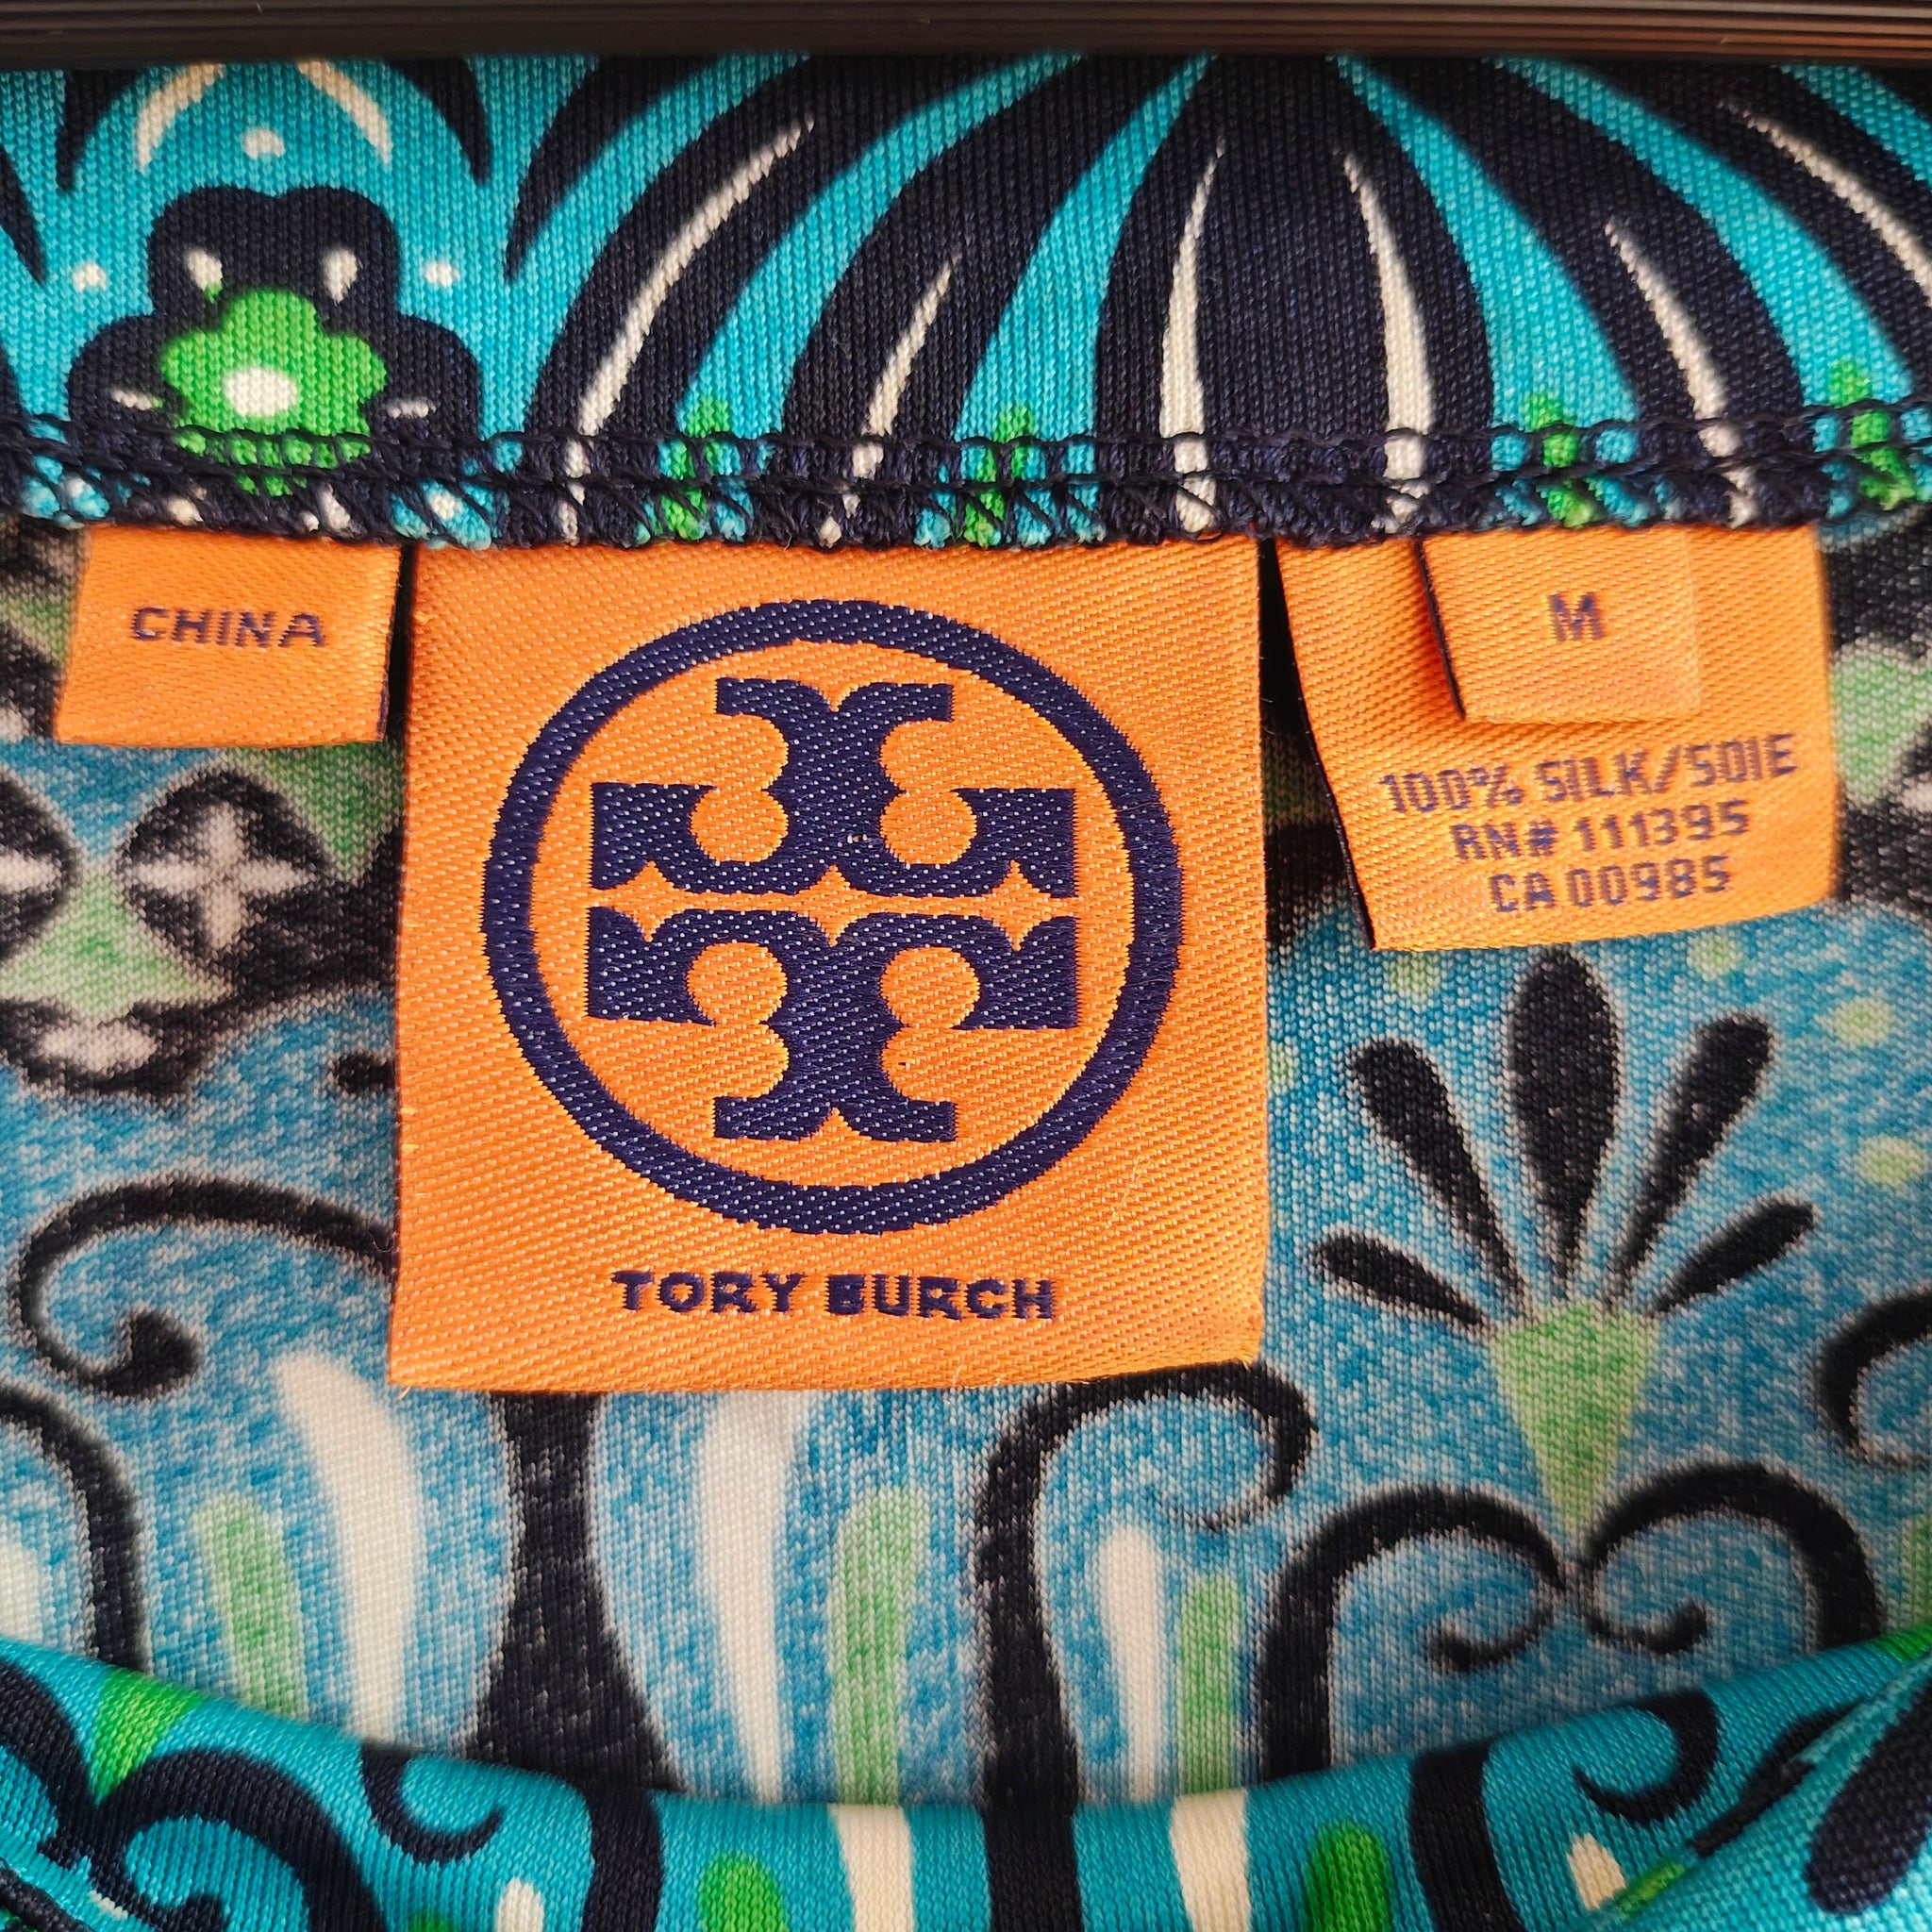 CHINA
TORY BURCH
M
100% SILK/SOIE
RN# 111395
CA 00985